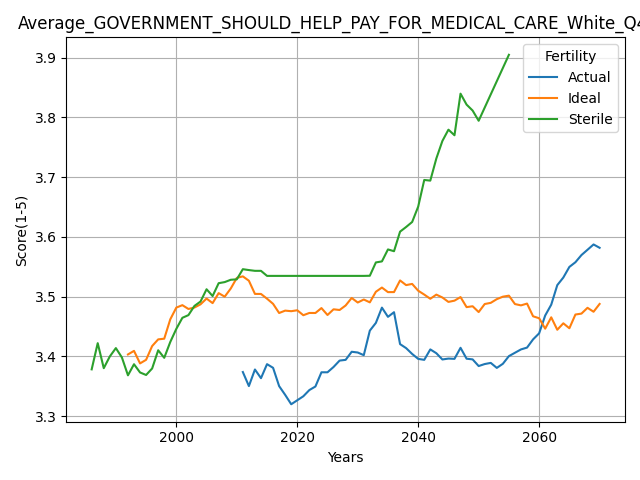 Average_GOVERNMENT_SHOULD_HELP_PAY_FOR_MEDICAL_CARE_White_Q4
Fertility
Actual
Ideal
Sterile
Score(1-5)
3.9
3.8
3.7
3.6
3.5
3.4
3.3
2000
2020
2040
2060
Years